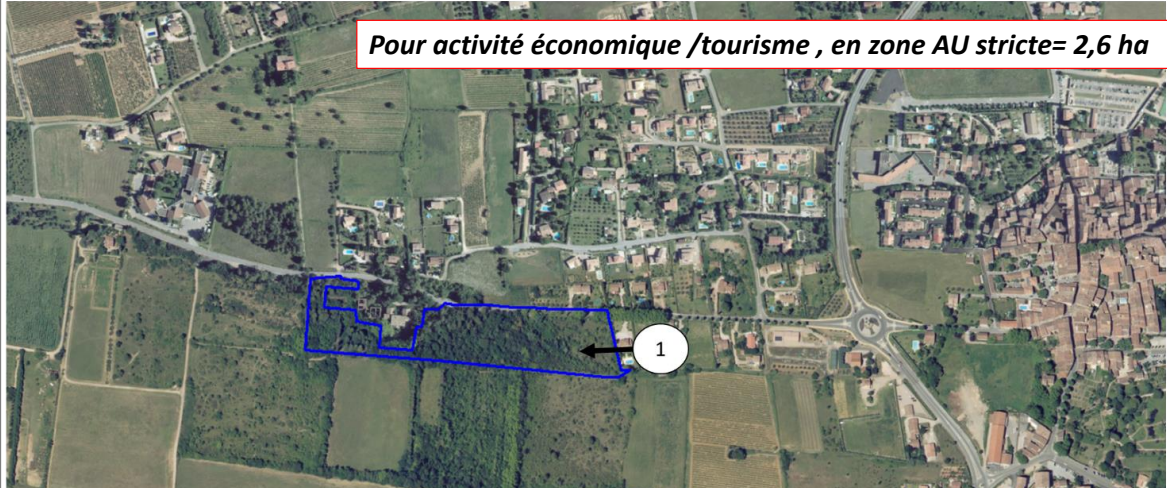 Pour activité économique /tourisme , en zone AU stricte= 2,6 ha
1